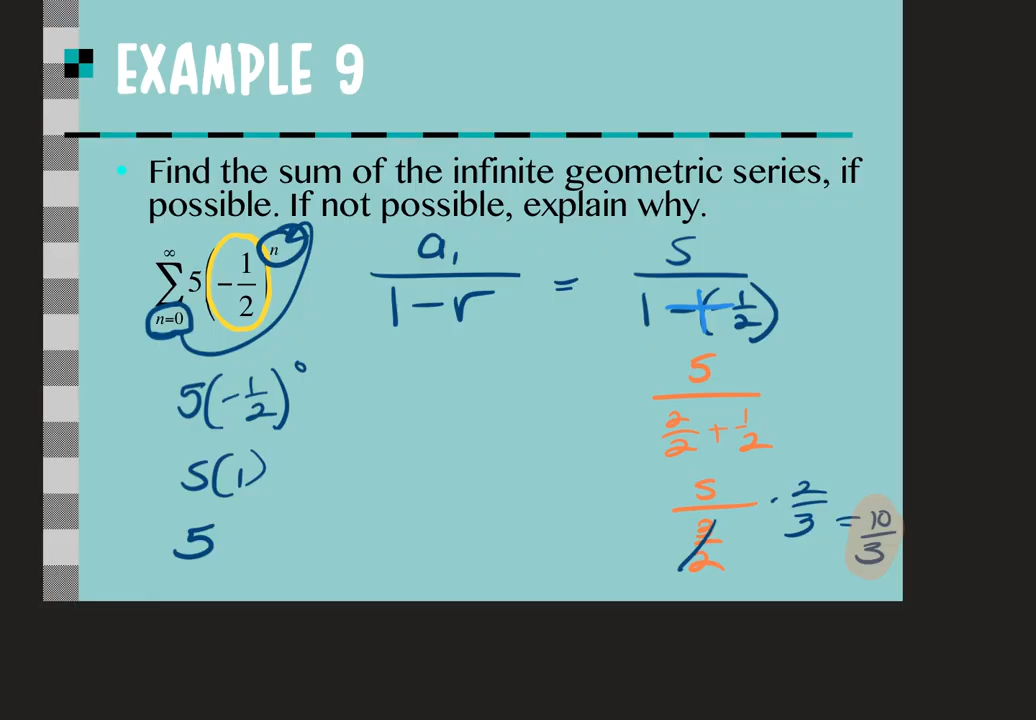 EXAMPLE 9
• Find the sum of the infinite geometric series, if
possible. If not possible, explain why.
∞
∑ 5(-1/2)^n
n=0
a₁/(1-r) = 5/(1-(-1/2))
5(-1/2)^0
5/(2/2+1/2)
5(1)
5/(3/2) · 2/3 = 10/3
5